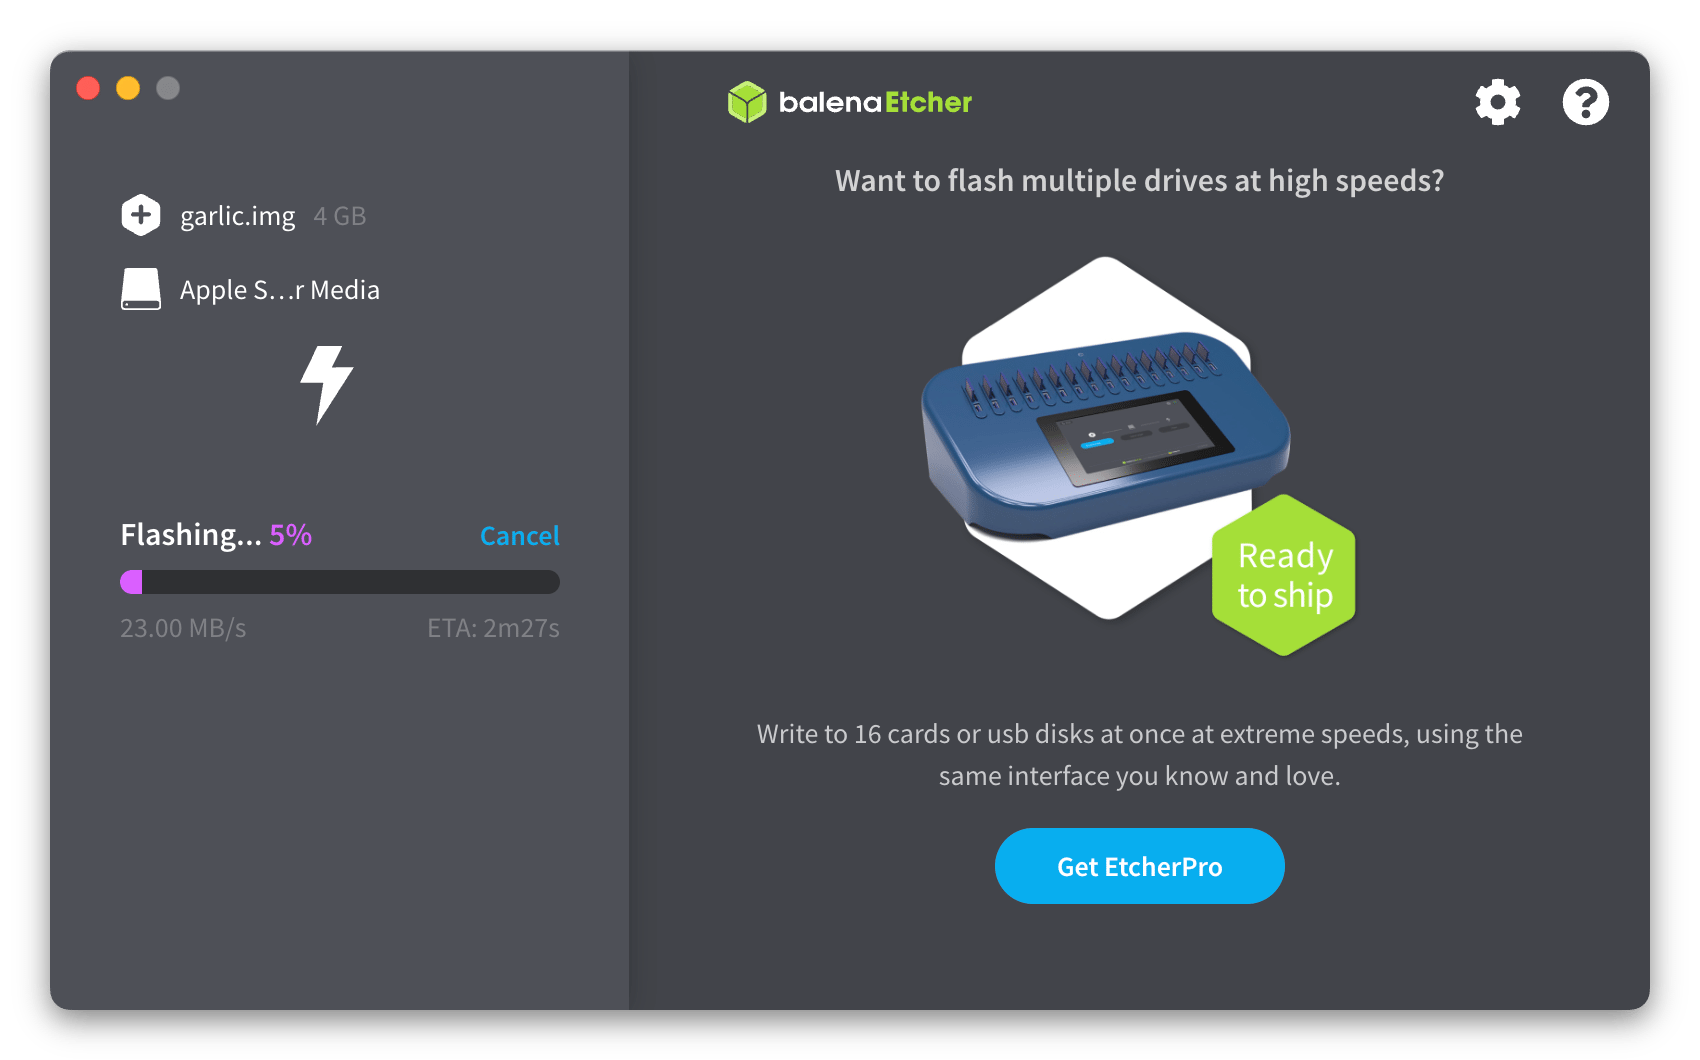 balenaEtcher
garlic.img 4 GB
Apple S...r Media
Flashing... 5% Cancel
23.00 MB/s ETA: 2m27s
Want to flash multiple drives at high speeds?
Ready
to ship
Write to 16 cards or usb disks at once at extreme speeds, using the
same interface you know and love.
Get EtcherPro